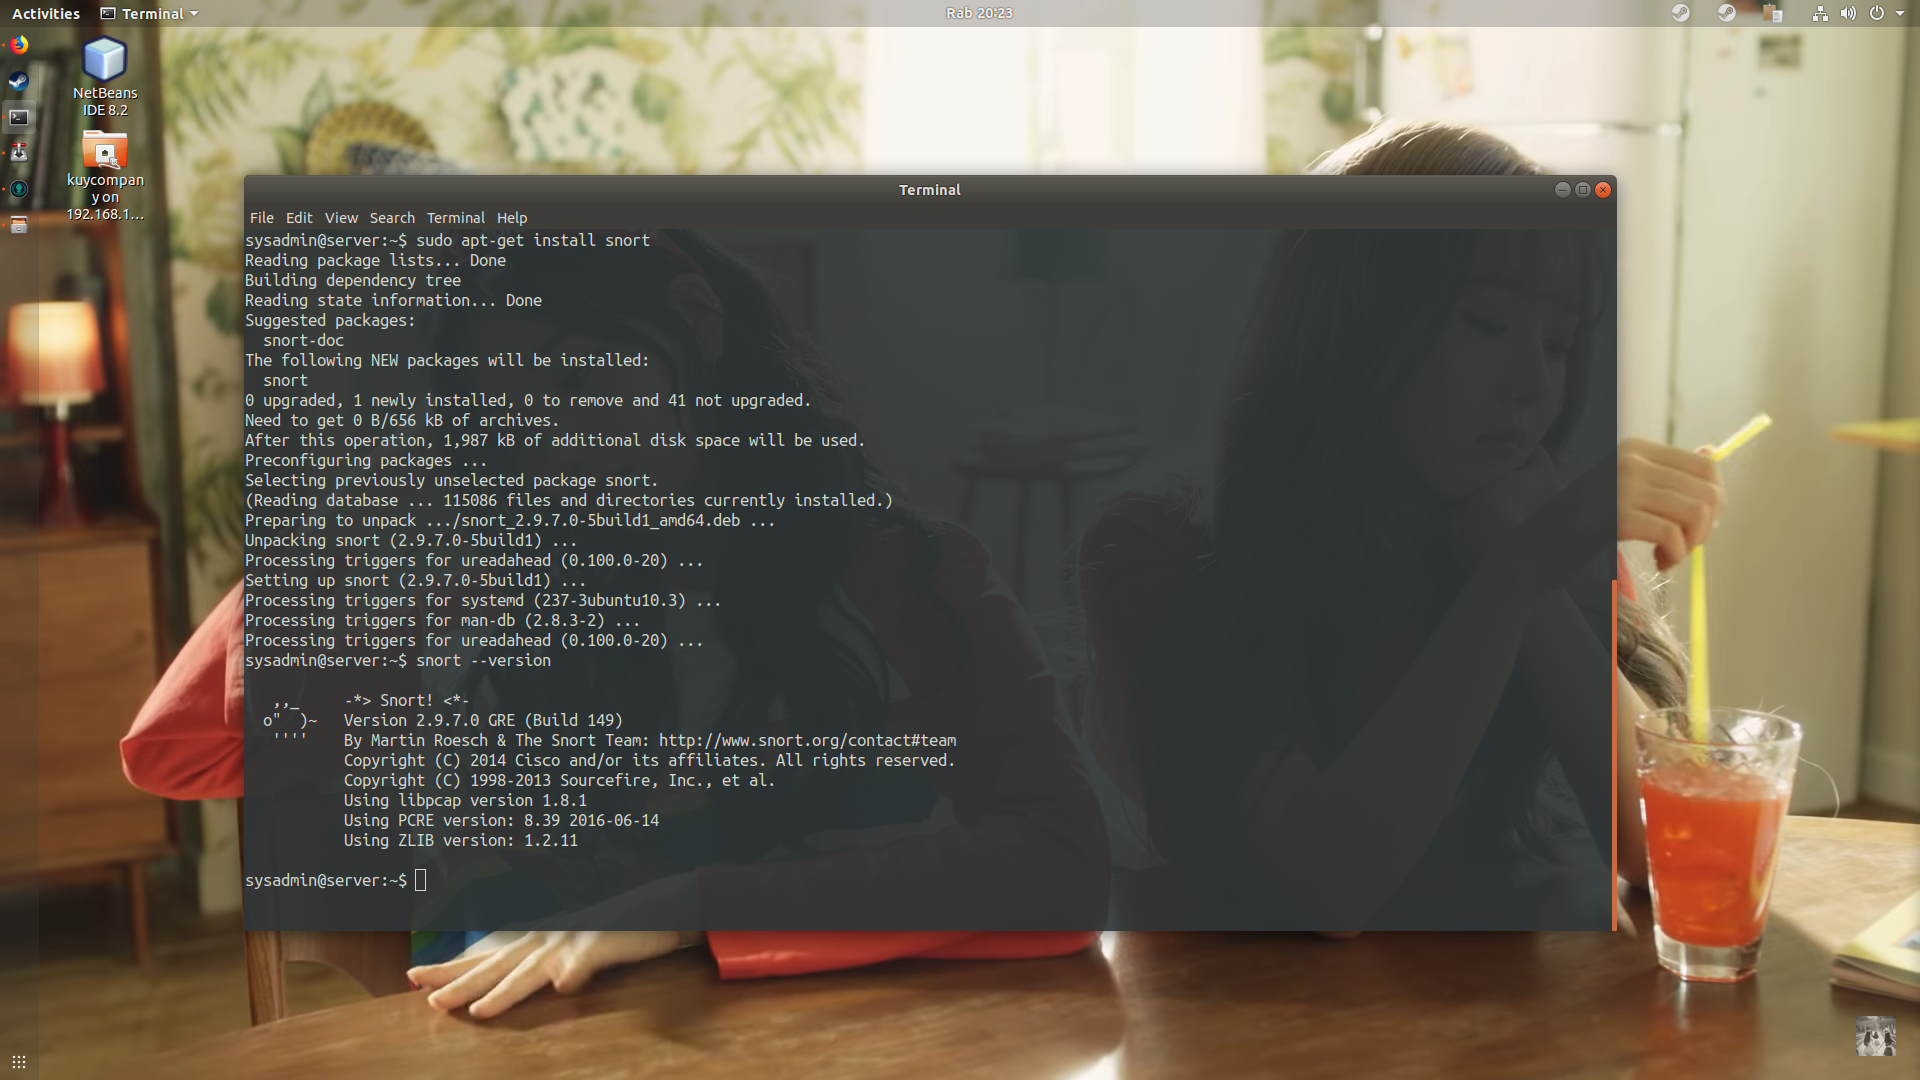 Activities
Terminal
Rab 20:23
NetBeans
IDE 8.2
kuycompan
y on
192.168.1...
Terminal
File Edit View Search Terminal Help
sysadmin@server:~$ sudo apt-get install snort
Reading package lists... Done
Building dependency tree
Reading state information... Done
Suggested packages:
  snort-doc
The following NEW packages will be installed:
  snort
0 upgraded, 1 newly installed, 0 to remove and 41 not upgraded.
Need to get 0 B/656 kB of archives.
After this operation, 1,987 kB of additional disk space will be used.
Preconfiguring packages ...
Selecting previously unselected package snort.
(Reading database ... 115086 files and directories currently installed.)
Preparing to unpack .../snort_2.9.7.0-5build1_amd64.deb ...
Unpacking snort (2.9.7.0-5build1) ...
Processing triggers for ureadahead (0.100.0-20) ...
Setting up snort (2.9.7.0-5build1) ...
Processing triggers for systemd (237-3ubuntu10.3) ...
Processing triggers for man-db (2.8.3-2) ...
Processing triggers for ureadahead (0.100.0-20) ...
sysadmin@server:~$ snort --version
   ,,_     -*> Snort! <*-
  o"  )~   Version 2.9.7.0 GRE (Build 149)
   ''''    By Martin Roesch & The Snort Team: http://www.snort.org/contact#team
           Copyright (C) 2014 Cisco and/or its affiliates. All rights reserved.
           Copyright (C) 1998-2013 Sourcefire, Inc., et al.
           Using libpcap version 1.8.1
           Using PCRE version: 8.39 2016-06-14
           Using ZLIB version: 1.2.11
sysadmin@server:~$